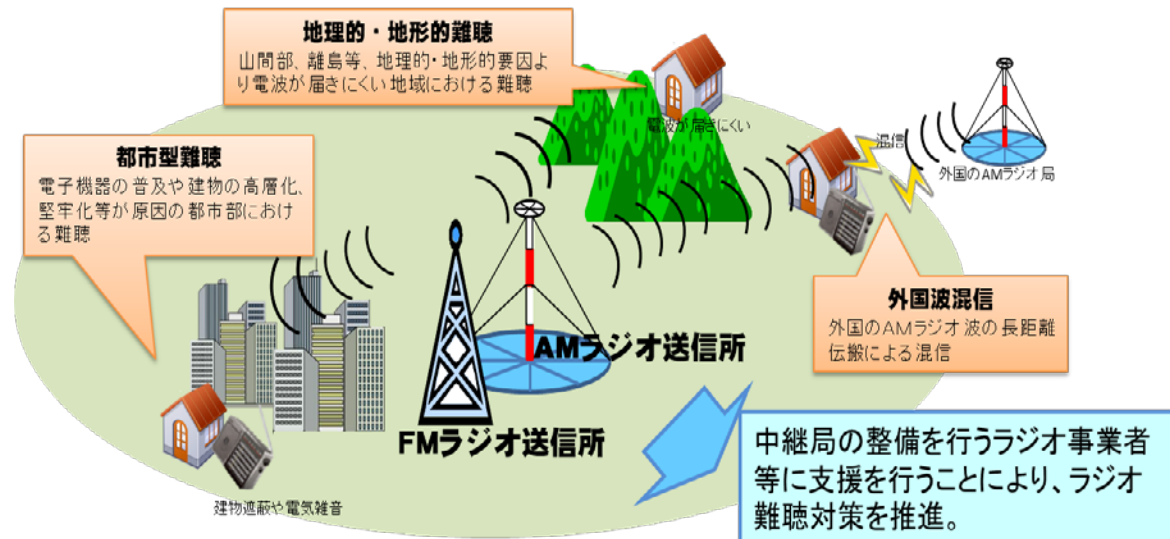 地理的・地形的難聴
山間部、離島等、地理的・地形的要因よ
り電波が届きにくい地域における難聴
電波が届きにくい
混信
外国のAMラジオ局
都市型難聴
電子機器の普及や建物の高層化、
堅牢化等が原因の都市部におけ
る難聴
外国波混信
外国のAMラジオ波の長距離
伝搬による混信
AMラジオ送信所
FMラジオ送信所
建物遮蔽や電気雑音
中継局の整備を行うラジオ事業者
等に支援を行うことにより、ラジオ
難聴対策を推進。